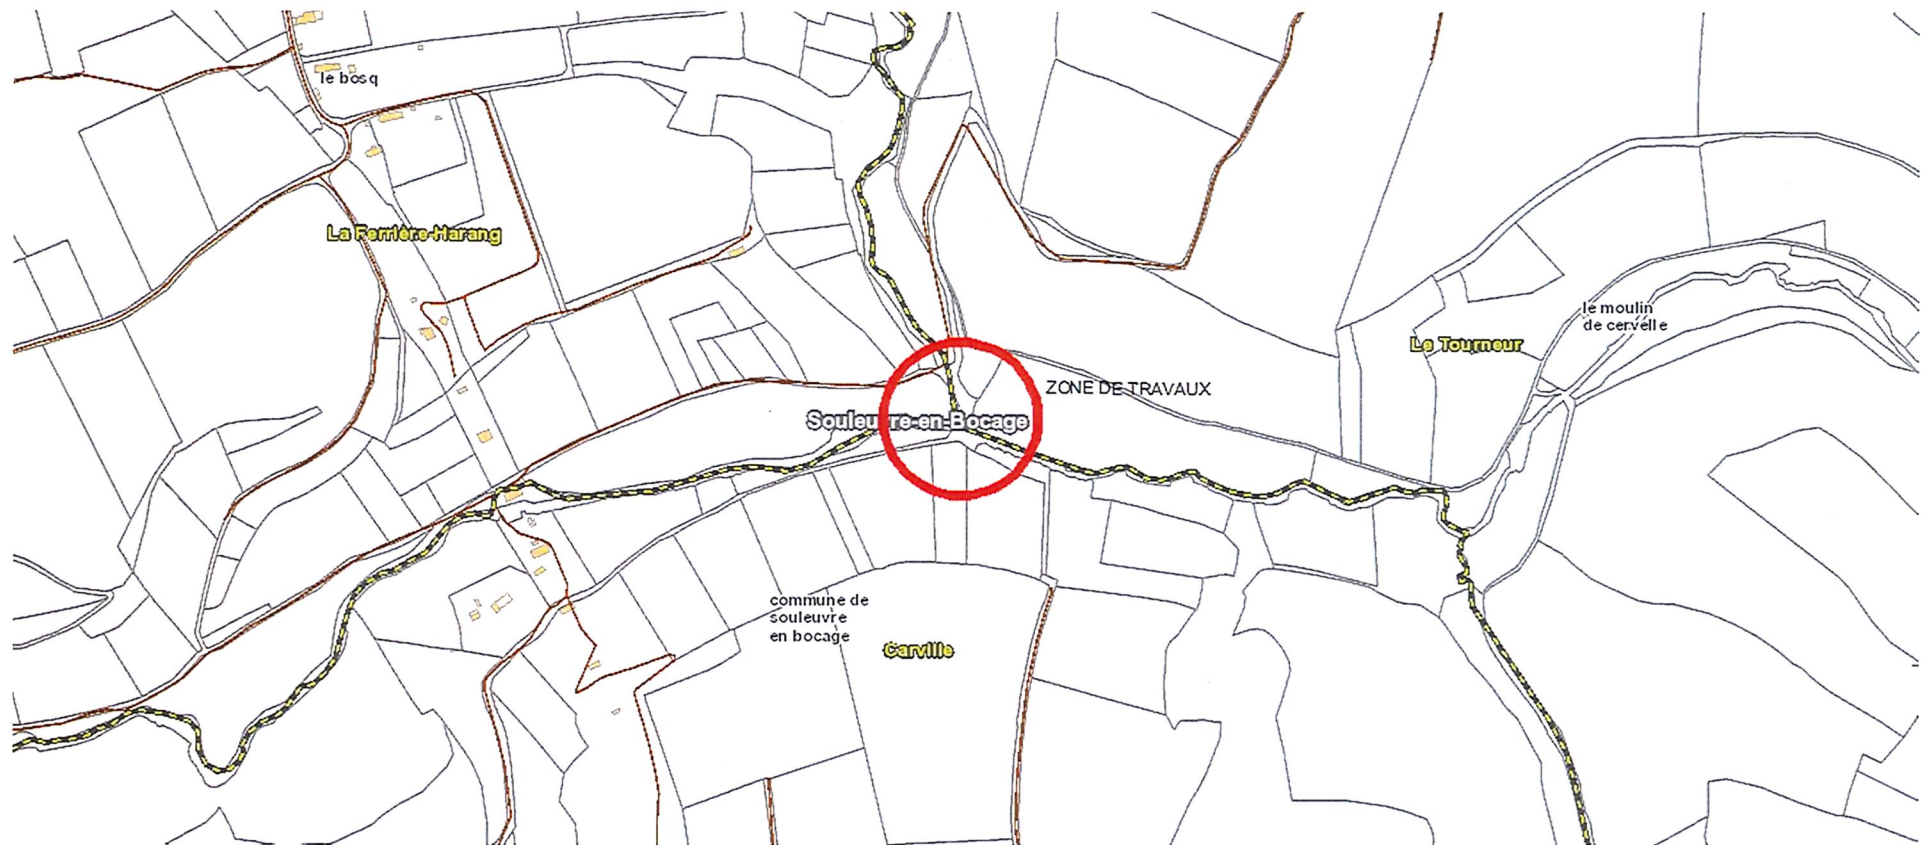 le bosq
La Ferrière-Harang
le moulin
de cervelle
Le Tourneur
ZONE DE TRAVAUX
Souleuvre-en-Bocage
commune de
souleuvre
en bocage
Carville